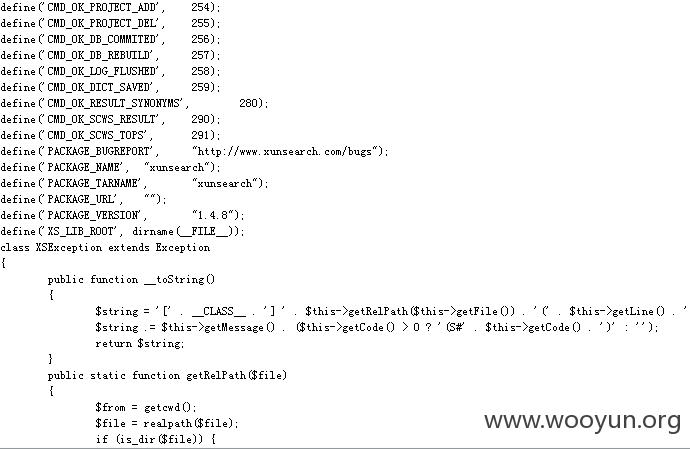 define('CMD_OK_PROJECT_ADD',    254);
define('CMD_OK_PROJECT_DEL',    255);
define('CMD_OK_DB_COMMITED',    256);
define('CMD_OK_DB_REBUILD',     257);
define('CMD_OK_LOG_FLUSHED',    258);
define('CMD_OK_DICT_SAVED',     259);
define('CMD_OK_RESULT_SYNONYMS',        280);
define('CMD_OK_SCWS_RESULT',    290);
define('CMD_OK_SCWS_TOPS',      291);
define('PACKAGE_BUGREPORT',     "http://www.xunsearch.com/bugs");
define('PACKAGE_NAME',  "xunsearch");
define('PACKAGE_TARNAME',       "xunsearch");
define('PACKAGE_URL',   "");
define('PACKAGE_VERSION',       "1.4.8");
define('XS_LIB_ROOT', dirname(__FILE__));
class XSException extends Exception
{
        public function __toString()
        {
                $string = '[' . __CLASS__ . '] ' . $this->getRelPath($this->getFile()) . '(' . $this->getLine() . '
                $string .= $this->getMessage() . ($this->getCode() > 0 ? '(S#' . $this->getCode() . ')' : '');
                return $string;
        }
        public static function getRelPath($file)
        {
                $from = getcwd();
                $file = realpath($file);
                if (is_dir($file)) {
www.wooyun.org